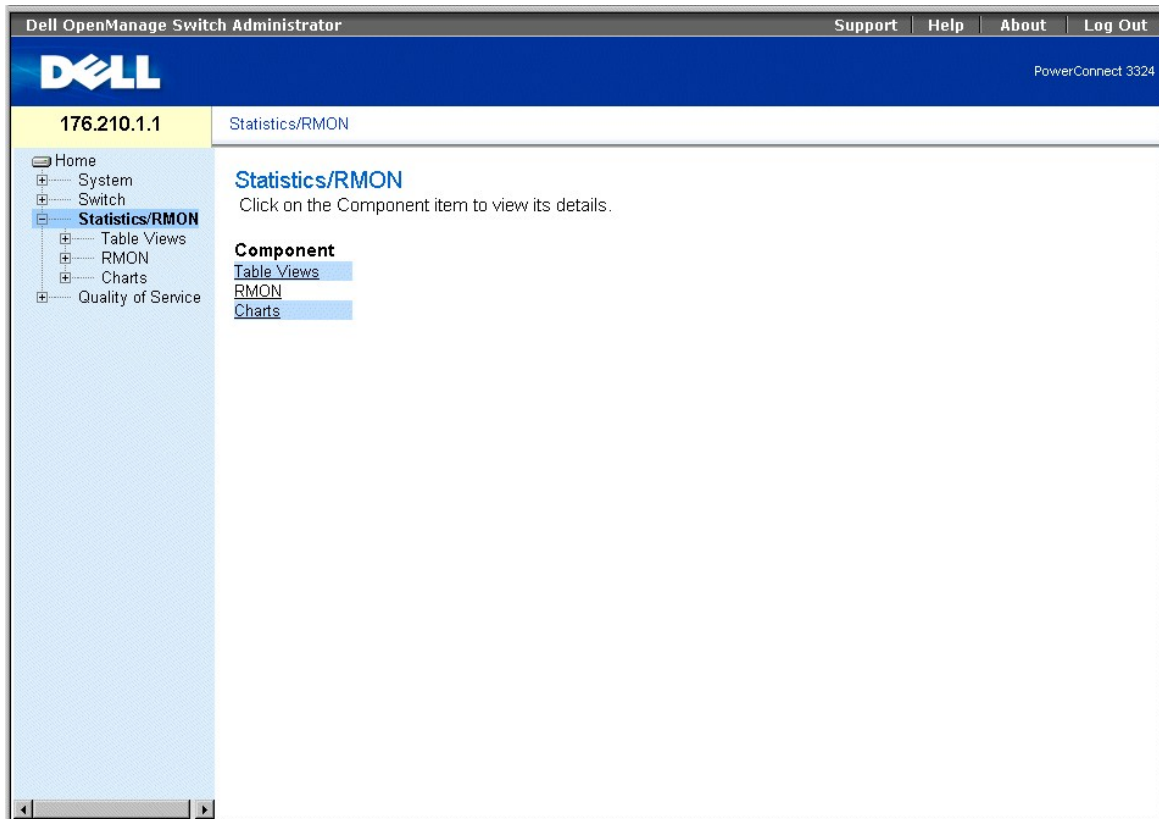 Dell OpenManage Switch Administrator
Support | Help | About | Log Out
DELL
PowerConnect 3324
176.210.1.1
Statistics/RMON
Home
System
Switch
Statistics/RMON
Table Views
RMON
Charts
Quality of Service
Statistics/RMON
Click on the Component item to view its details.
Component
Table Views
RMON
Charts